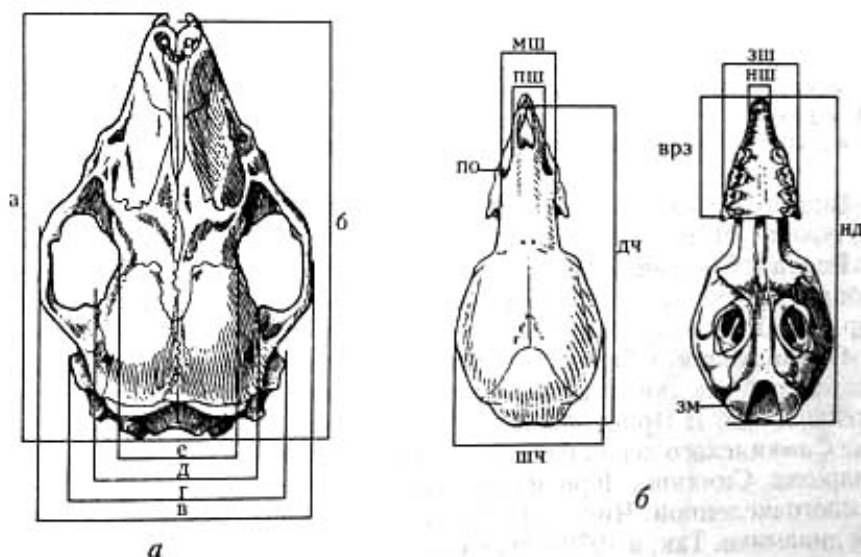 а
б
е
д
г
в
а
мш
пш
по
дч
шч
зш
нш
врз
нд
зм
б